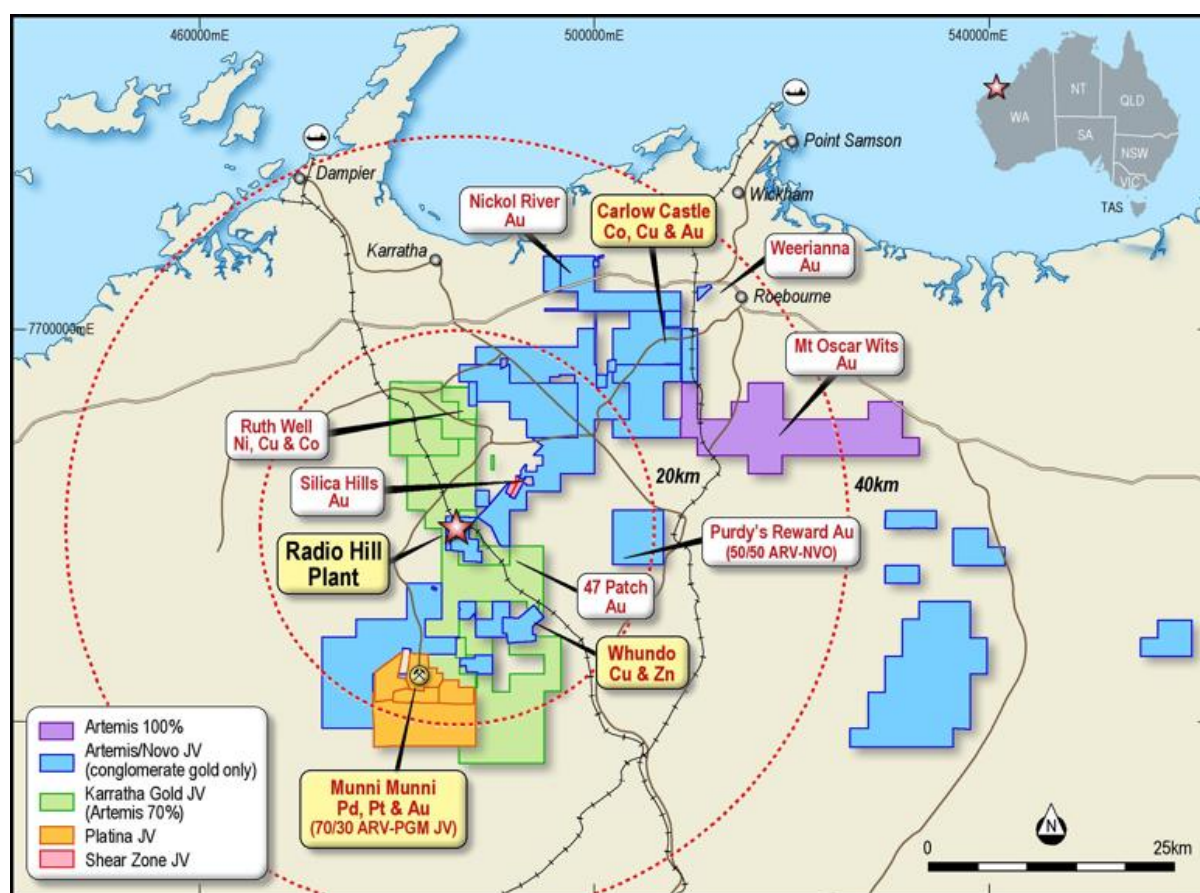 460000mE
500000mE
540000mE
NT
WA
QLD
SA
NSW
VIC
TAS
Point Samson
Dampier
Wickham
Nickol River
Au
Carlow Castle
Co, Cu & Au
Weerianna
Au
Karratha
Roebourne
7700000mE
Mt Oscar Wits
Au
Ruth Well
Ni, Cu & Co
20km
40km
Silica Hills
Au
Purdy's Reward Au
(50/50 ARV-NVO)
Radio Hill
Plant
47 Patch
Au
Whundo
Cu & Zn
Artemis 100%
Artemis/Novo JV
(conglomerate gold only)
Karratha Gold JV
(Artemis 70%)
Platina JV
Shear Zone JV
Munni Munni
Pd, Pt & Au
(70/30 ARV-PGM JV)
N
0
25km